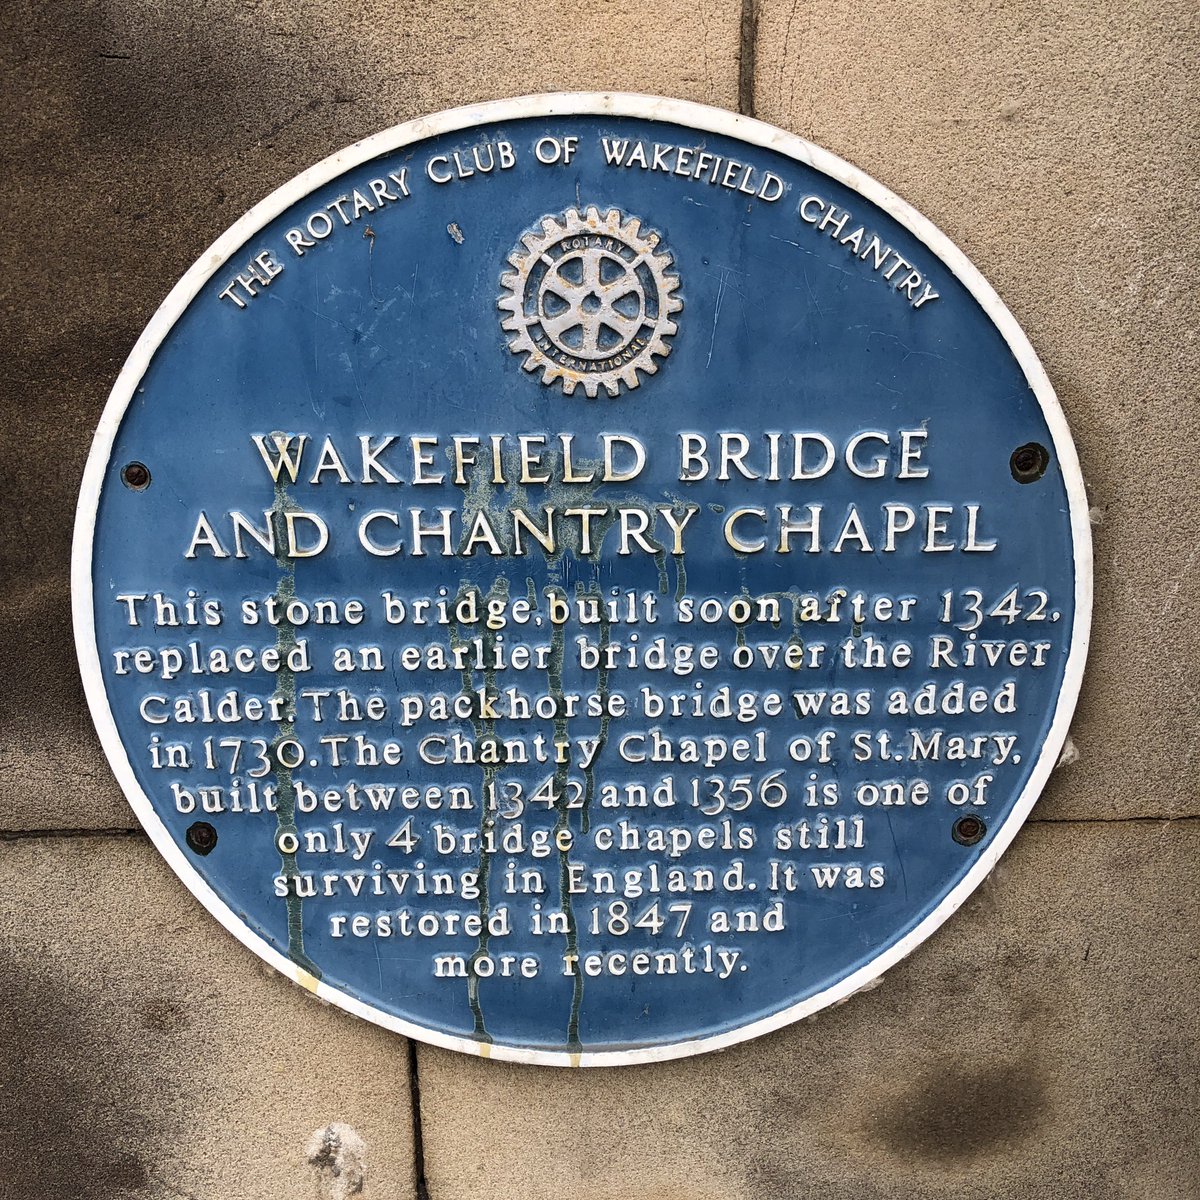 THE ROTARY CLUB OF WAKEFIELD CHANTRY
ROTARY
INTERNATIONAL
WAKEFIELD BRIDGE
AND CHANTRY CHAPEL
This stone bridge, built soon after 1342,
replaced an earlier bridge over the River
Calder. The packhorse bridge was added
in 1730. The Chantry Chapel of St. Mary,
built between 1342 and 1356 is one of
only 4 bridge chapels still
surviving in England. It was
restored in 1847 and
more recently.